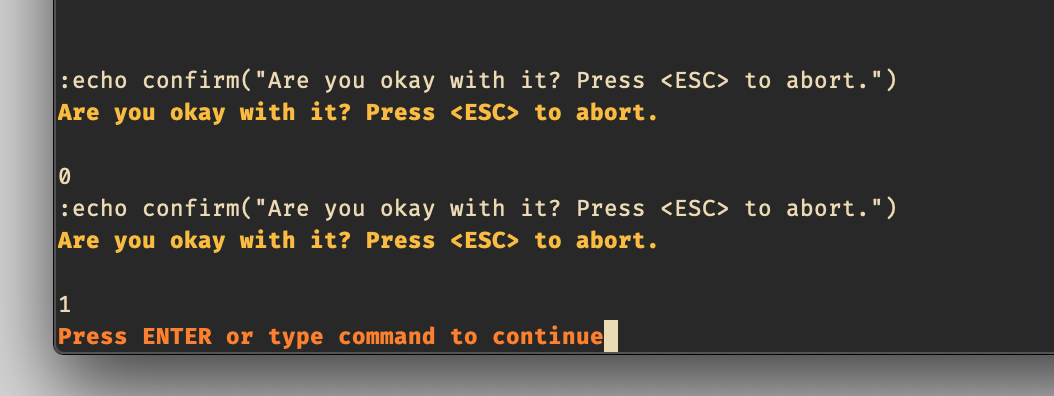 :echo confirm("Are you okay with it? Press <ESC> to abort.")
Are you okay with it? Press <ESC> to abort.
0
:echo confirm("Are you okay with it? Press <ESC> to abort.")
Are you okay with it? Press <ESC> to abort.
1
Press ENTER or type command to continue